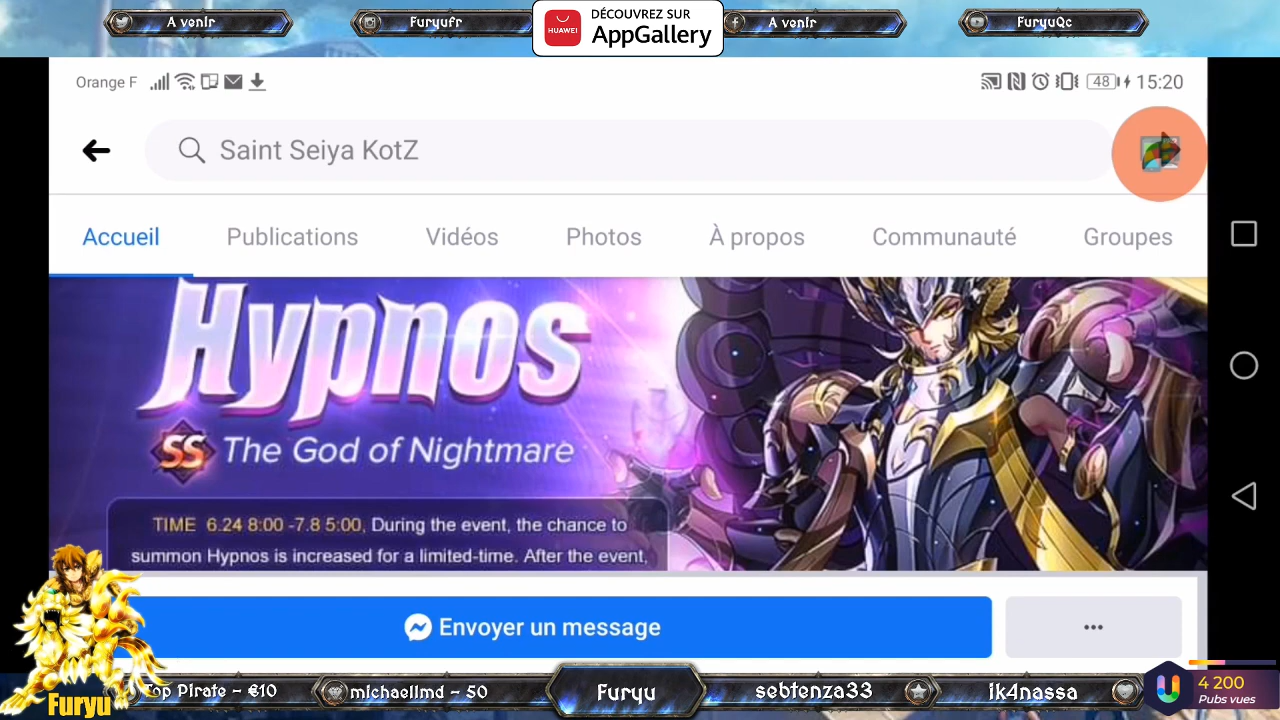 A venir
Furyufr
DÉCOUVREZ SUR
AppGallery
HUAWEI
A venir
FuryuQc
Orange F
48
15:20
Saint Seiya KotZ
Accueil
Publications
Vidéos
Photos
À propos
Communauté
Groupes
Hypnos
SS The God of Nightmare
TIME 6.24 8:00 -7.8 5:00, During the event, the chance to
summon Hypnos is increased for a limited-time. After the event,
Envoyer un message
...
Furyu
Top Pirate - €10
michaellmd - 50
Furyu
sebtenza33
ik4nassa
4 200
Pubs vues